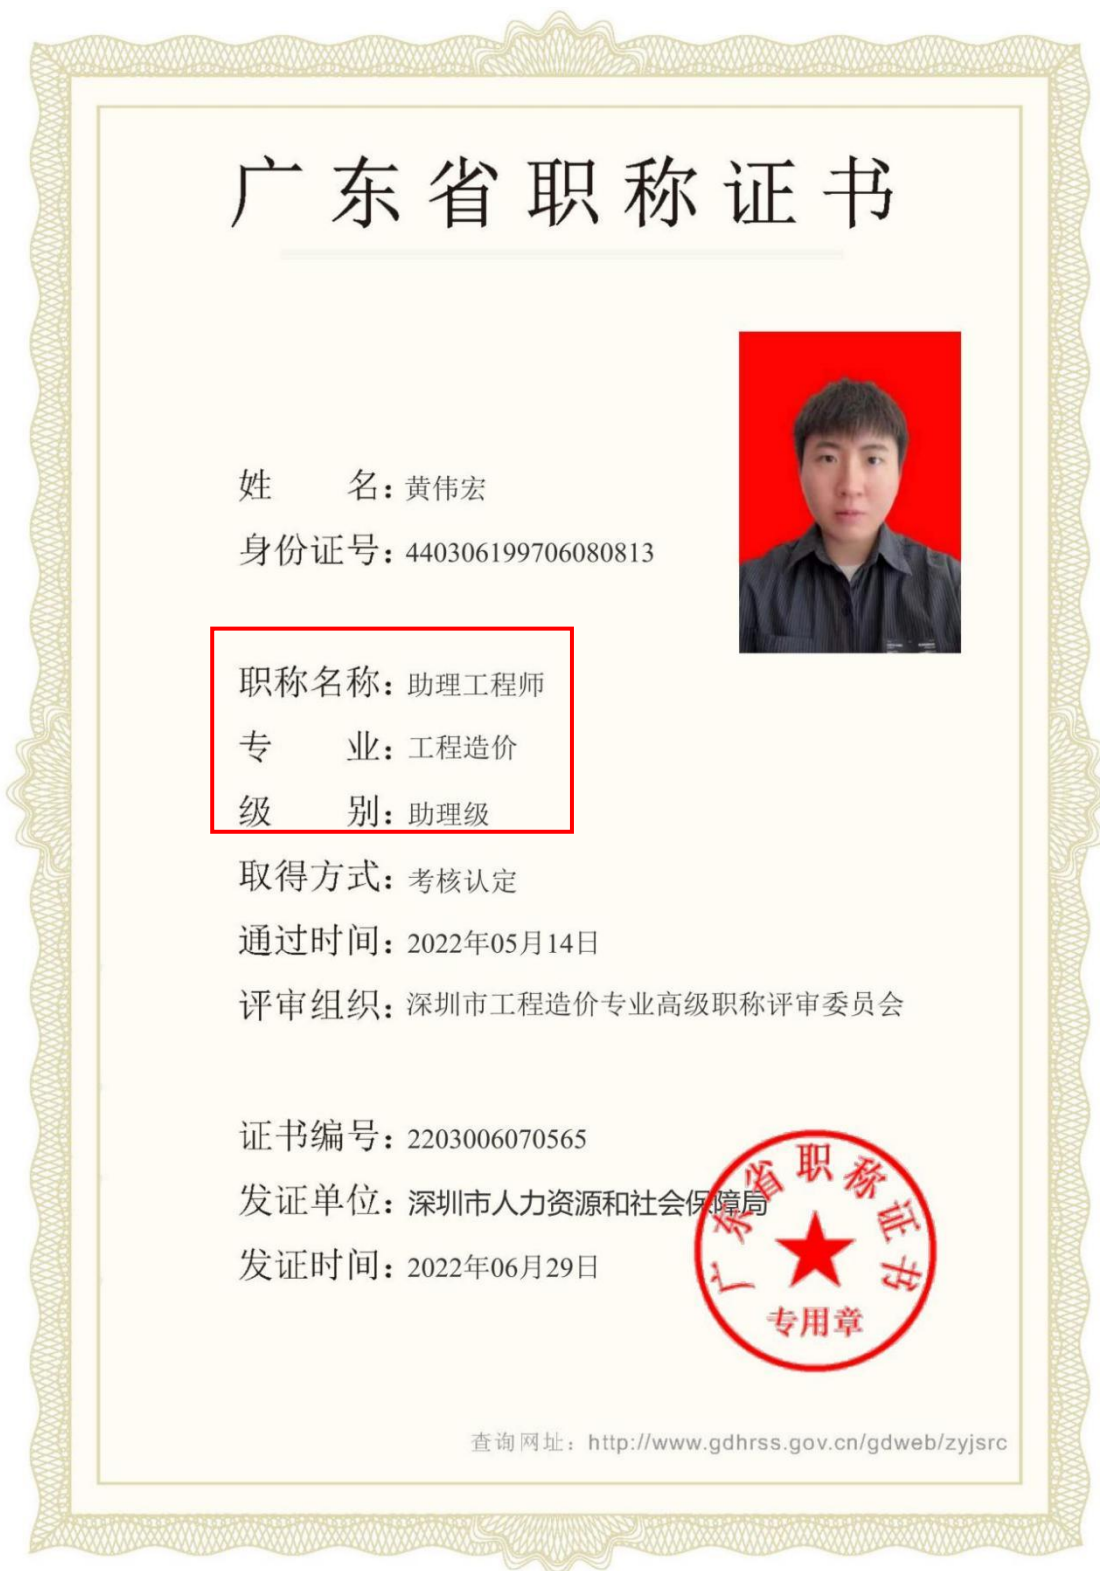 广东省职称证书
姓名：黄伟宏
身份证号：440306199706080813
职称名称：助理工程师
专业：工程造价
级别：助理级
取得方式：考核认定
通过时间：2022年05月14日
评审组织：深圳市工程造价专业高级职称评审委员会
证书编号：2203006070565
发证单位：深圳市人力资源和社会保障局
发证时间：2022年06月29日
广东省职称证书
专用章
查询网址：http://www.gdhrss.gov.cn/gdweb/zyjsrc